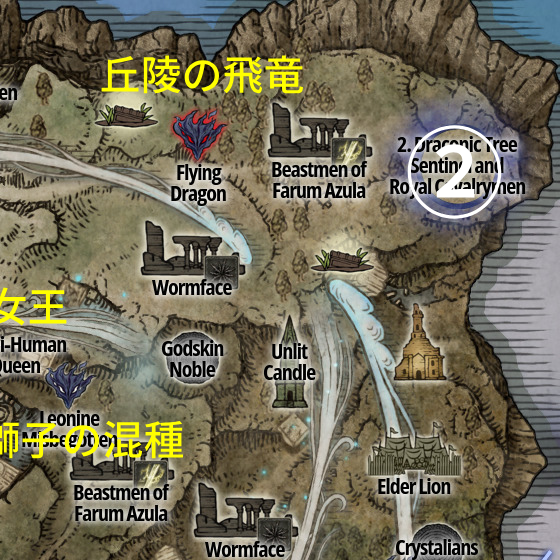 丘陵の飛竜
en
2. Draconic Tree
Sentinel and
Royal Cavalrymen
2
Flying
Dragon
Beastmen of
Farum Azula
Wormface
女王
i-Human
Queen
Godskin
Noble
Unlit
Candle
Leonine
Misbegotten
獅子の混種
Beastmen of
Farum Azula
Elder Lion
Wormface
Crystalians